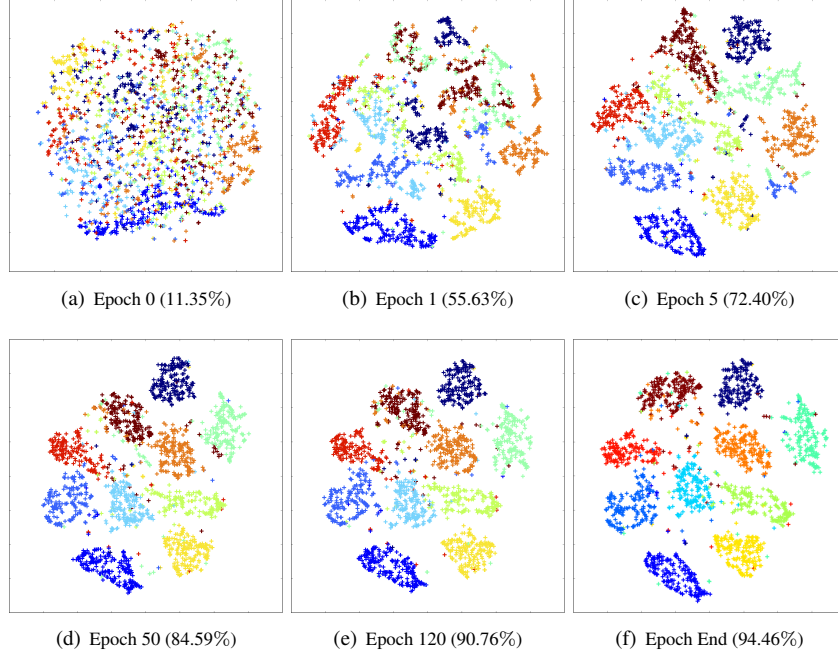 (a) Epoch 0 (11.35%)
(b) Epoch 1 (55.63%)
(c) Epoch 5 (72.40%)
(d) Epoch 50 (84.59%)
(e) Epoch 120 (90.76%)
(f) Epoch End (94.46%)